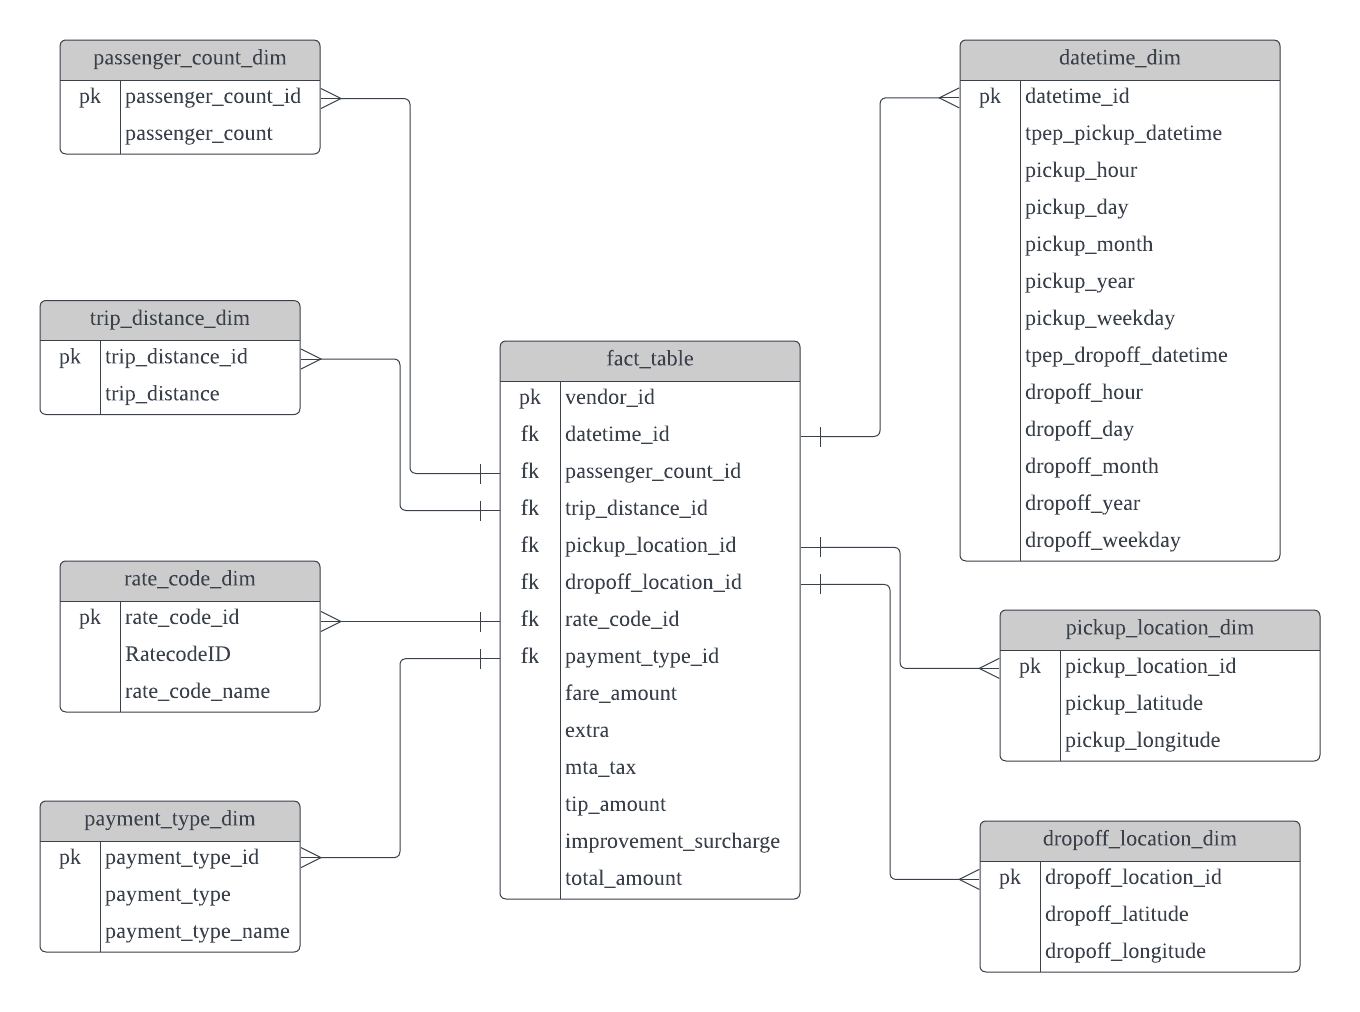 passenger_count_dim
pk passenger_count_id
passenger_count
trip_distance_dim
pk trip_distance_id
trip_distance
rate_code_dim
pk rate_code_id
RatecodeID
rate_code_name
payment_type_dim
pk payment_type_id
payment_type
payment_type_name
fact_table
pk vendor_id
fk datetime_id
fk passenger_count_id
fk trip_distance_id
fk pickup_location_id
fk dropoff_location_id
fk rate_code_id
fk payment_type_id
fare_amount
extra
mta_tax
tip_amount
improvement_surcharge
total_amount
datetime_dim
pk datetime_id
tpep_pickup_datetime
pickup_hour
pickup_day
pickup_month
pickup_year
pickup_weekday
tpep_dropoff_datetime
dropoff_hour
dropoff_day
dropoff_month
dropoff_year
dropoff_weekday
pickup_location_dim
pk pickup_location_id
pickup_latitude
pickup_longitude
dropoff_location_dim
pk dropoff_location_id
dropoff_latitude
dropoff_longitude